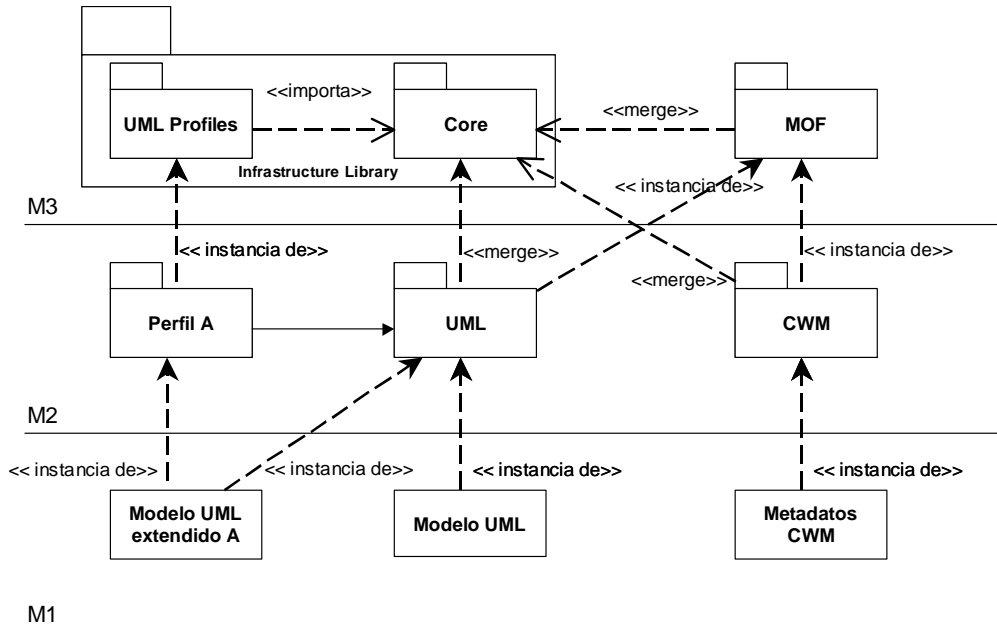 <<importa>>
<<merge>>
UML Profiles
Core
MOF
Infrastructure Library
<< instancia de>>
M3
<< instancia de>>
<<merge>>
<< instancia de>>
<<merge>>
Perfil A
UML
CWM
M2
<< instancia de>>
<< instancia de>>
<< instancia de>>
<< instancia de>>
Modelo UML
extendido A
Modelo UML
Metadatos
CWM
M1